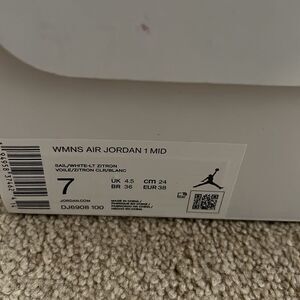 WMNS AIR JORDAN 1 MID
SAIL/WHITE-LT ZITRON
VOILE/ZITRON CLR/BLANC
7
UK 4.5 CM 24
BR 36 EUR 38
JORDAN.COM
DJ6908 100